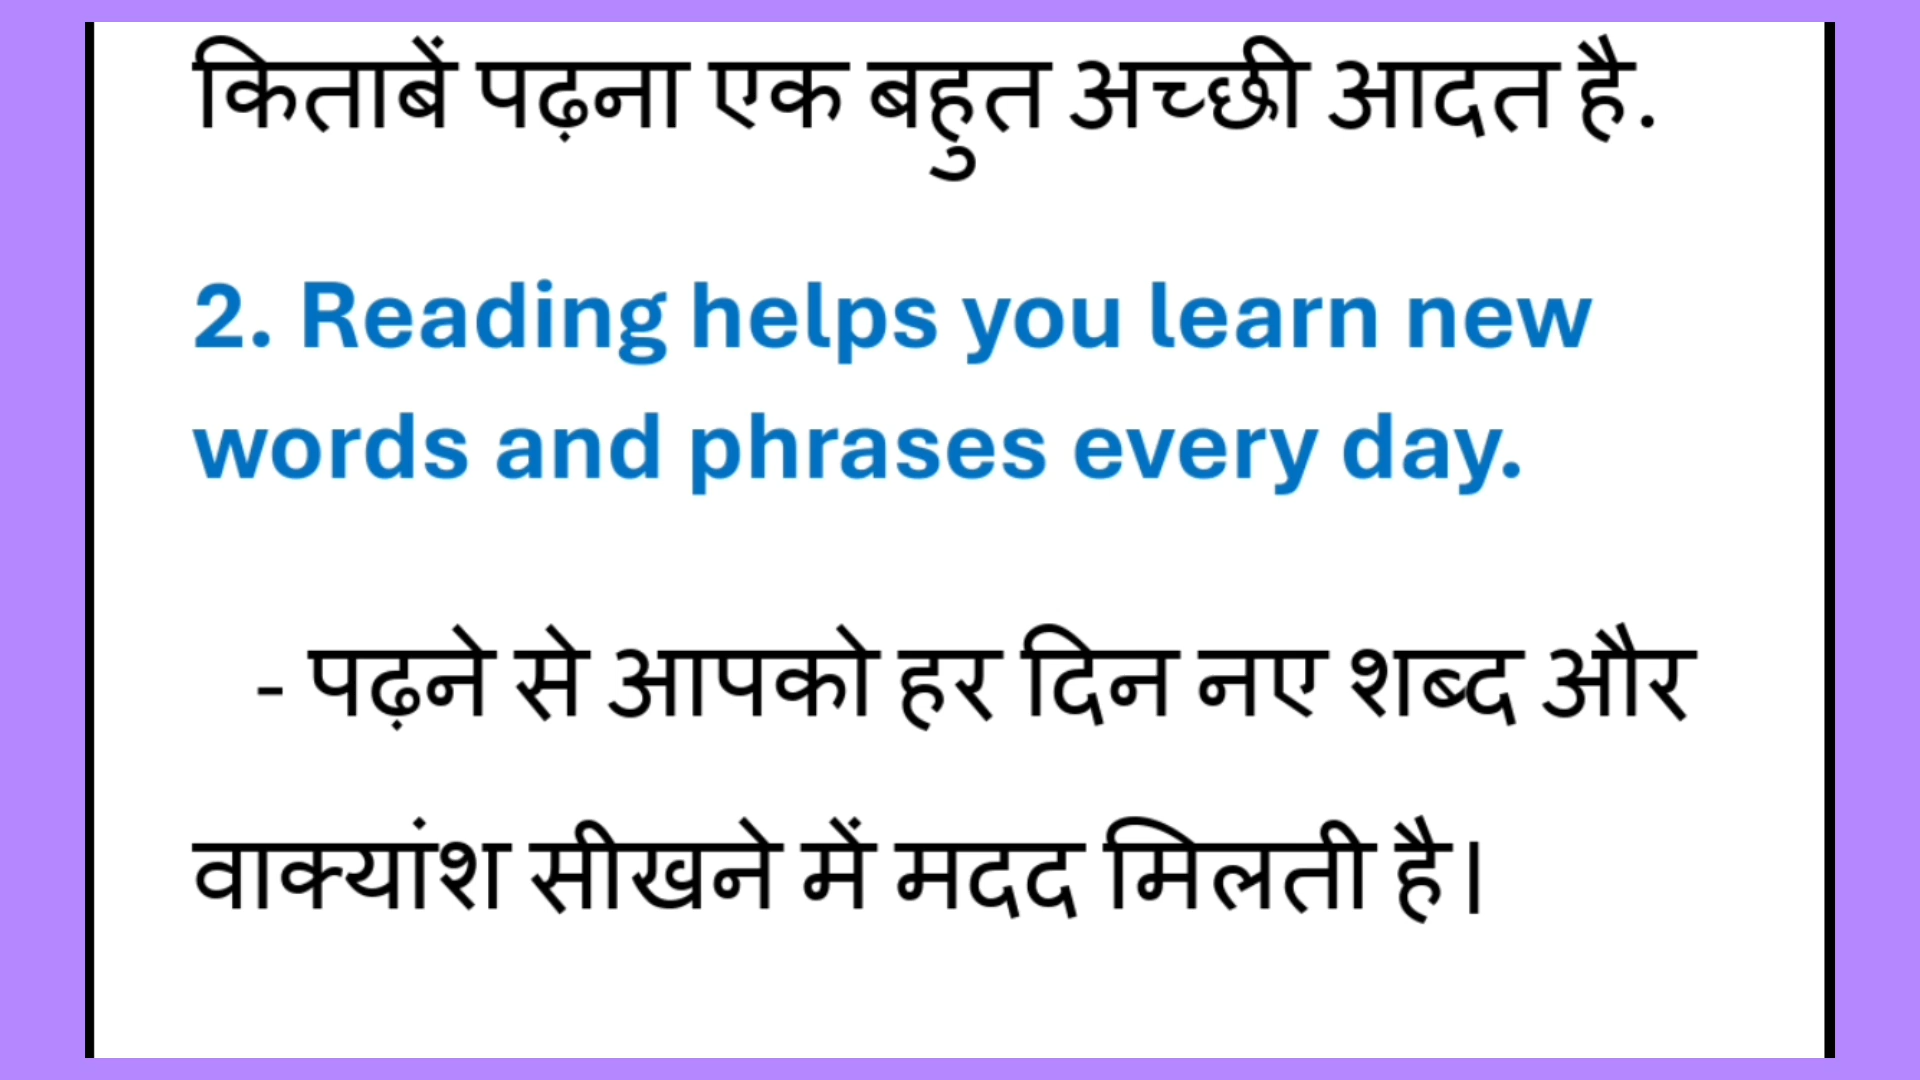 किताबें पढ़ना एक बहुत अच्छी आदत है.
2. Reading helps you learn new
words and phrases every day.
- पढ़ने से आपको हर दिन नए शब्द और
वाक्यांश सीखने में मदद मिलती है।